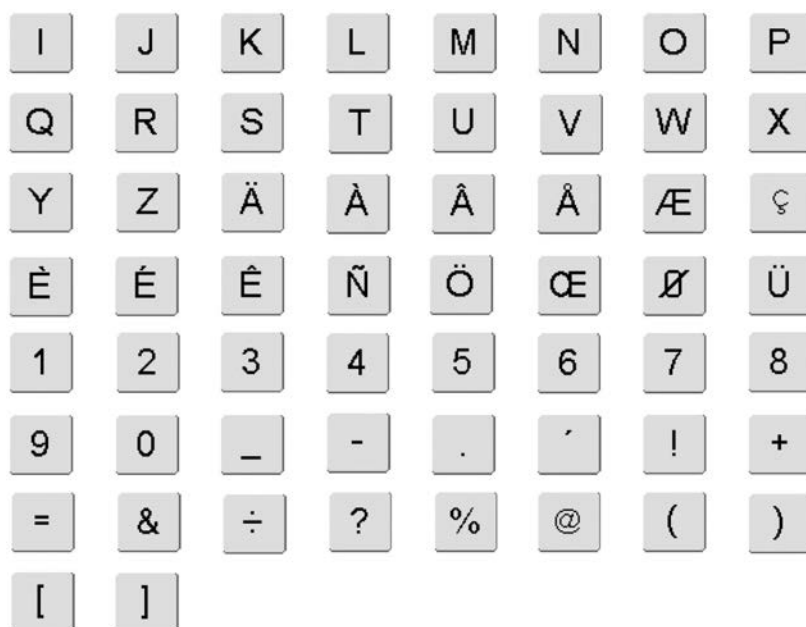 I J K L M N O P
Q R S T U V W X
Y Z Ä À Â Å Æ Ç
È É Ê Ñ Ö Œ Ø Ü
1 2 3 4 5 6 7 8
9 0 _ - . ´ ! +
= & ÷ ? % @ ( )
[ ]